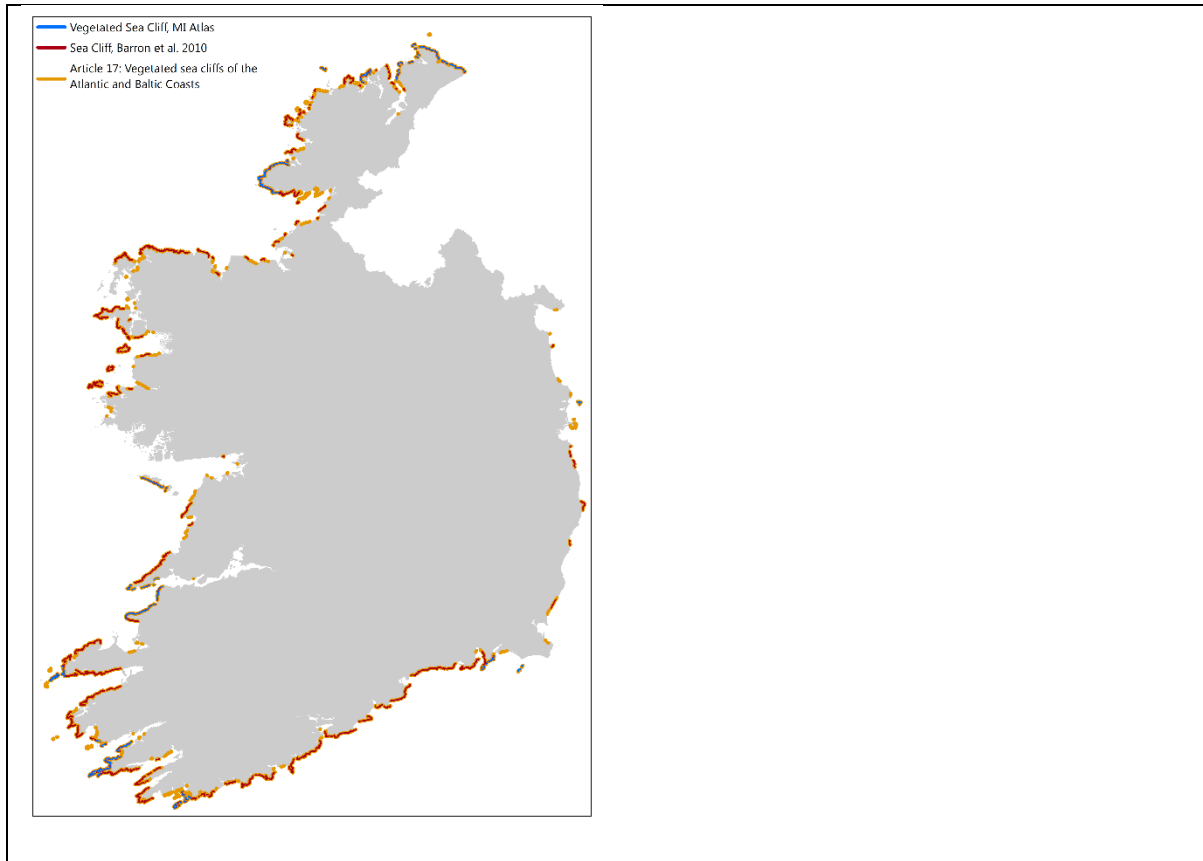 Vegetated Sea Cliff, MI Atlas
Sea Cliff, Barron et al. 2010
Article 17: Vegetated sea cliffs of the
Atlantic and Baltic Coasts